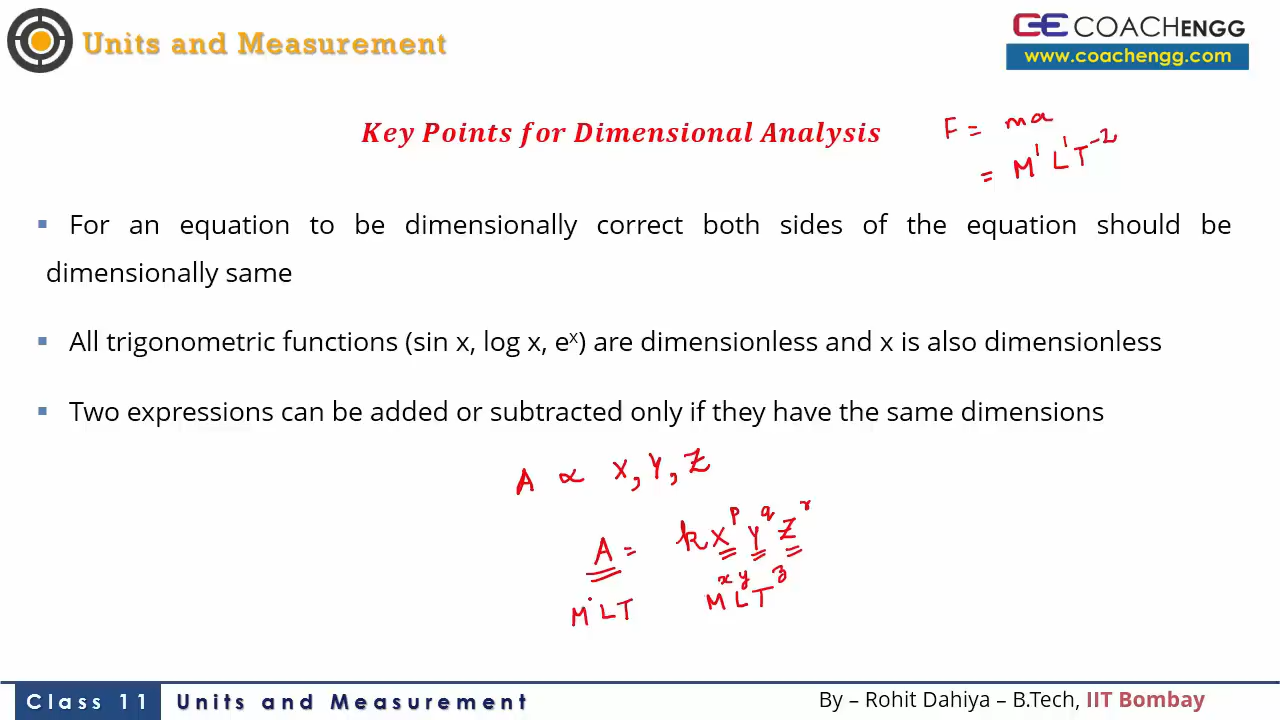 Units and Measurement
CE COACHENGG
www.coachengg.com
Key Points for Dimensional Analysis
F = ma
= M¹ L¹ T⁻²
▪ For an equation to be dimensionally correct both sides of the equation should be
dimensionally same
▪ All trigonometric functions (sin x, log x, eˣ) are dimensionless and x is also dimensionless
▪ Two expressions can be added or subtracted only if they have the same dimensions
A ∝ X, Y, Z
A = k X^p Y^q Z^r
M L T M^x L^y T^z
Class 11 Units and Measurement By – Rohit Dahiya – B.Tech, IIT Bombay